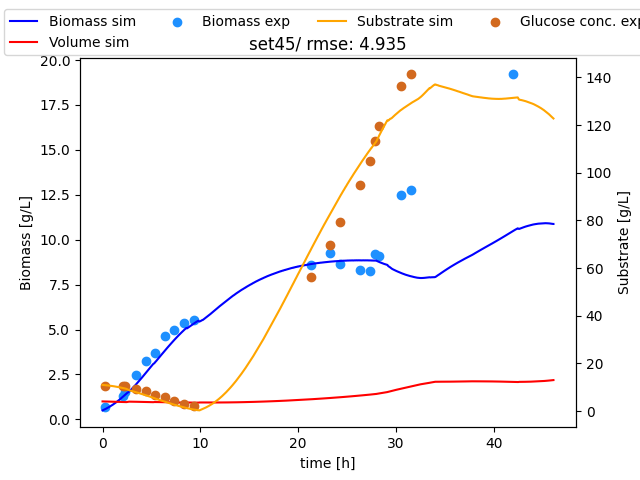 Biomass sim Biomass exp Substrate sim Glucose conc. exp
Volume sim
set45/ rmse: 4.935
20.0
17.5
15.0
12.5
10.0
7.5
5.0
2.5
0.0
Biomass [g/L]
140
120
100
80
60
40
20
0
Substrate [g/L]
0 10 20 30 40
time [h]